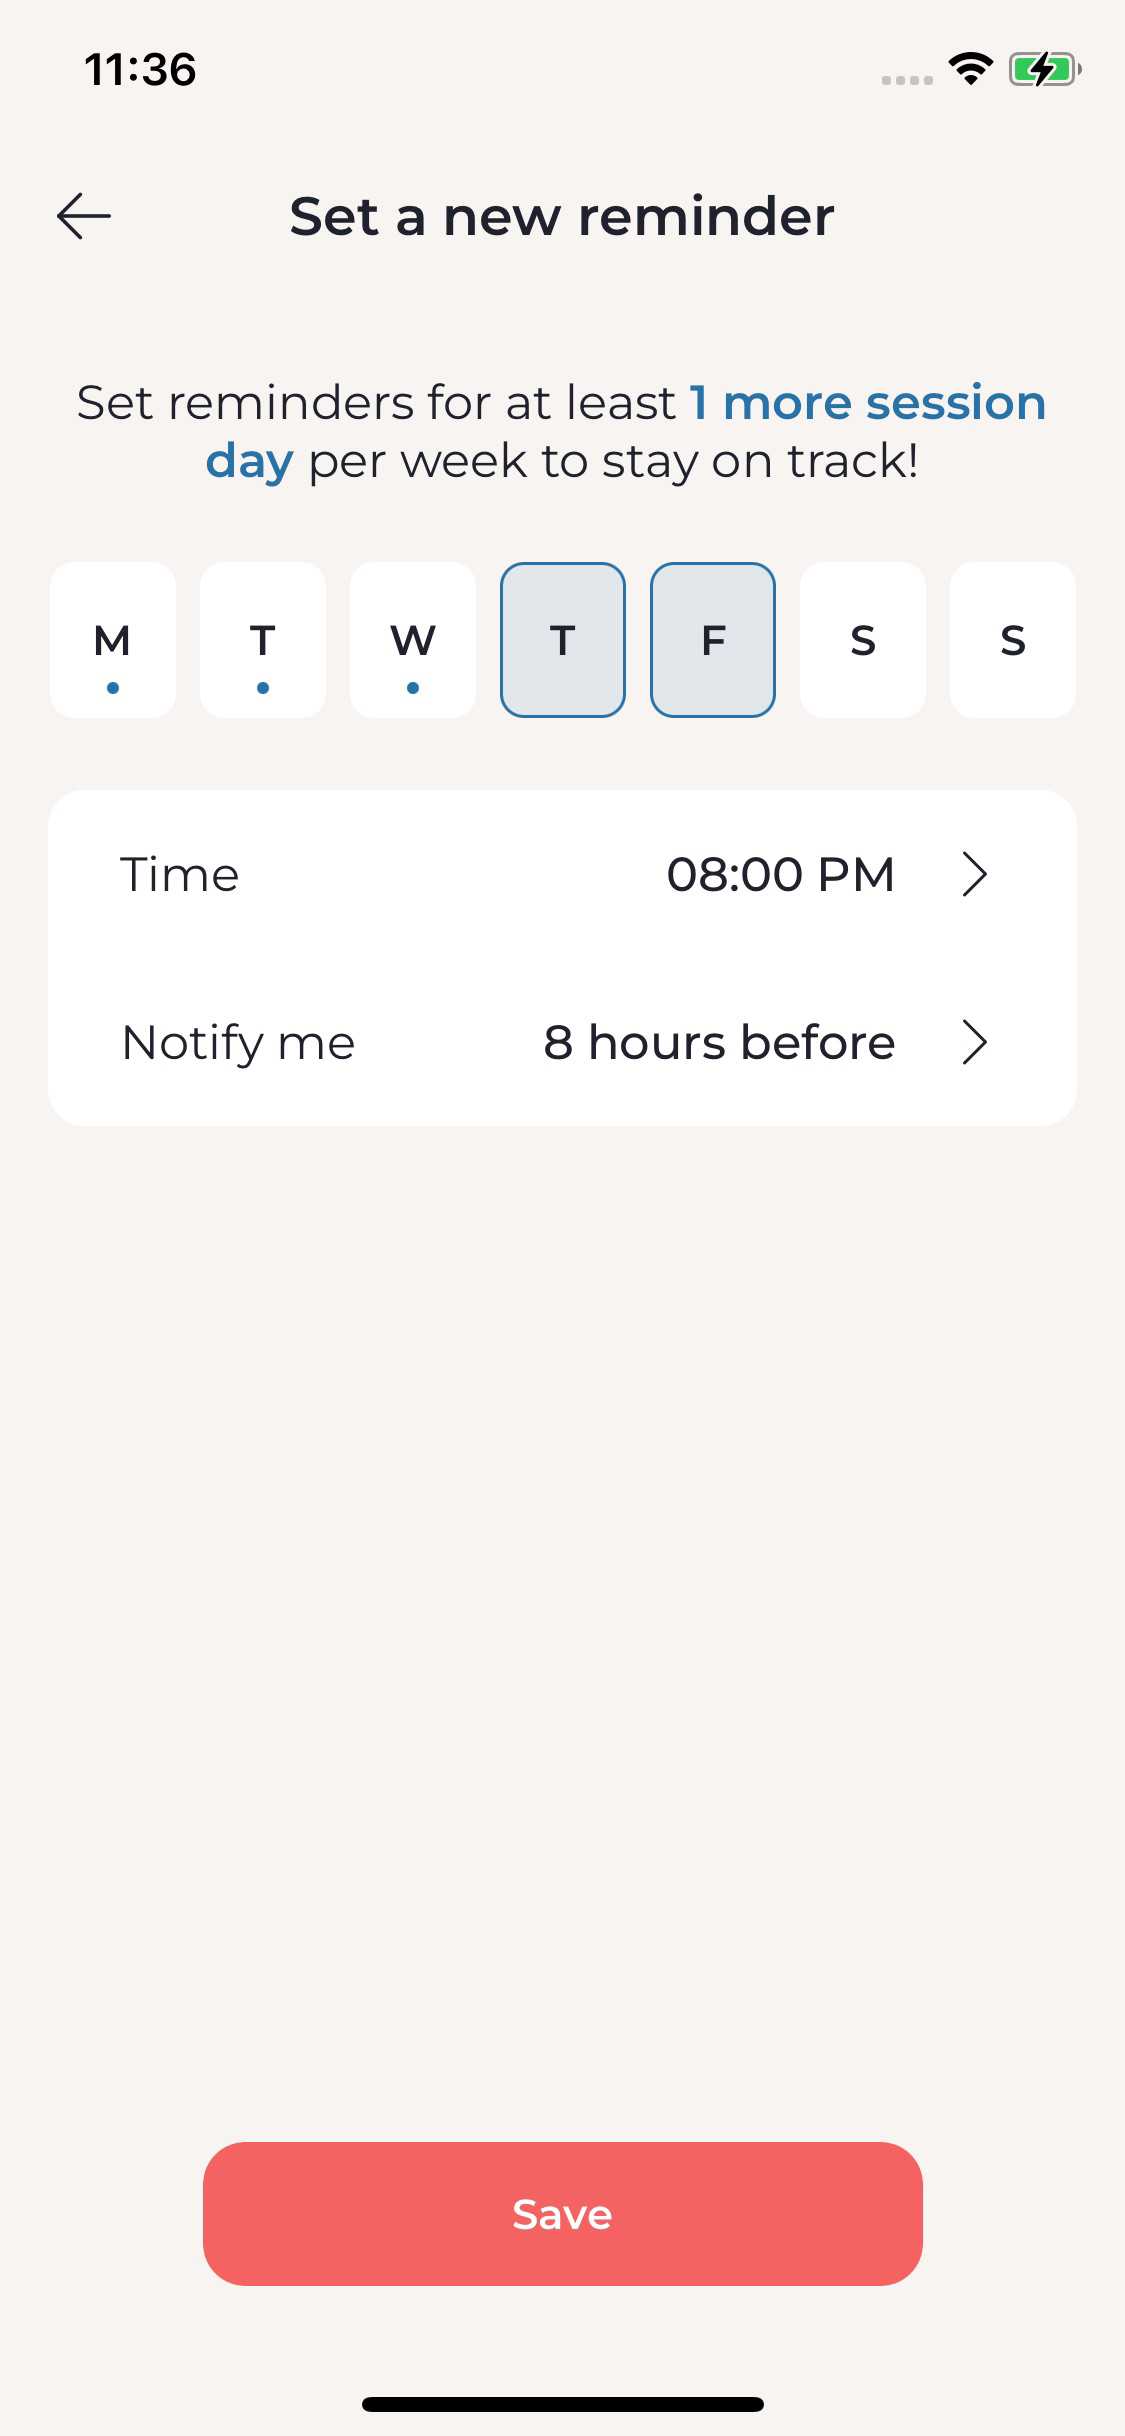 11:36
Set a new reminder
Set reminders for at least 1 more session
day per week to stay on track!
M T W T F S S
Time 08:00 PM
Notify me 8 hours before
Save